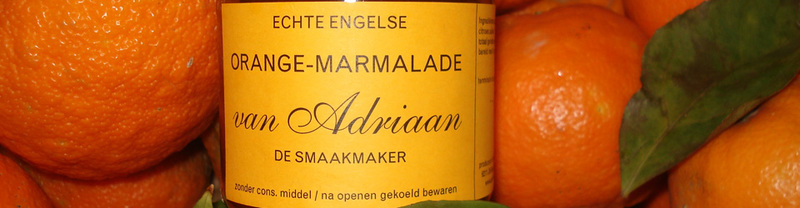 ECHTE ENGELSE
ORANGE-MARMALADE
van Adriaan
DE SMAAKMAKER
zonder cons. middel / na openen gekoeld bewaren